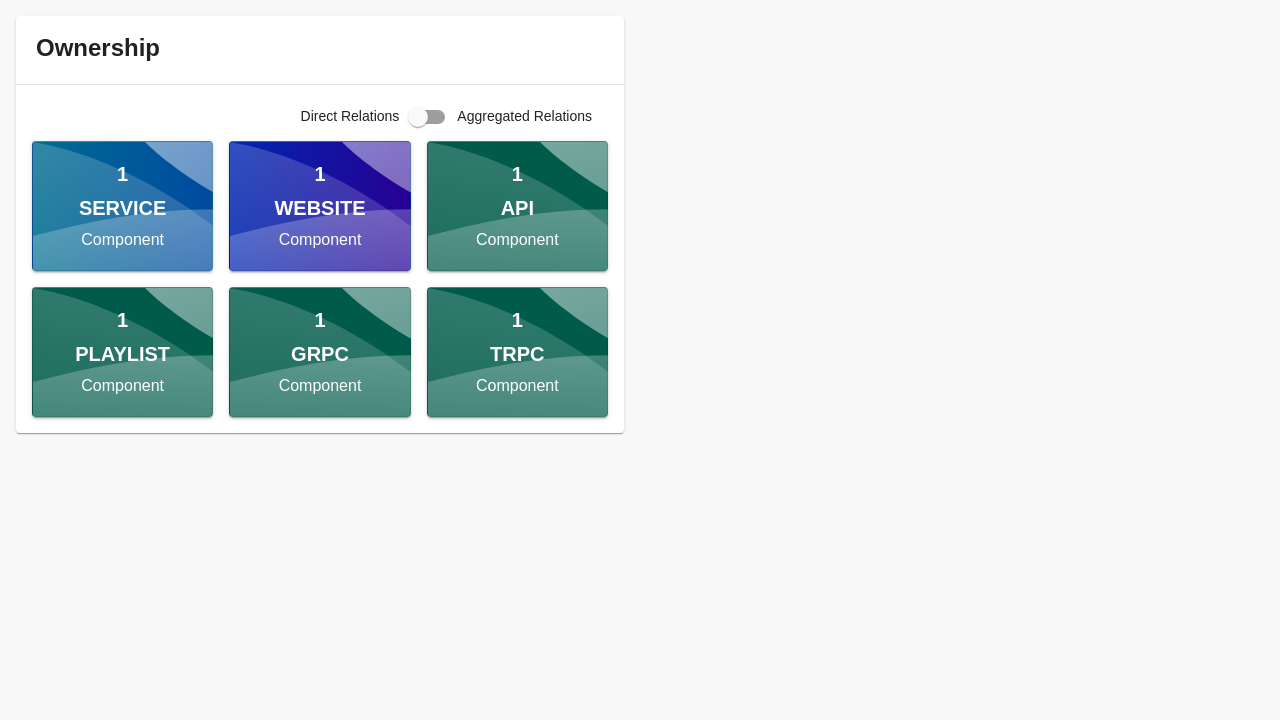 Ownership
Direct Relations Aggregated Relations
1
SERVICE
Component
1
WEBSITE
Component
1
API
Component
1
PLAYLIST
Component
1
GRPC
Component
1
TRPC
Component